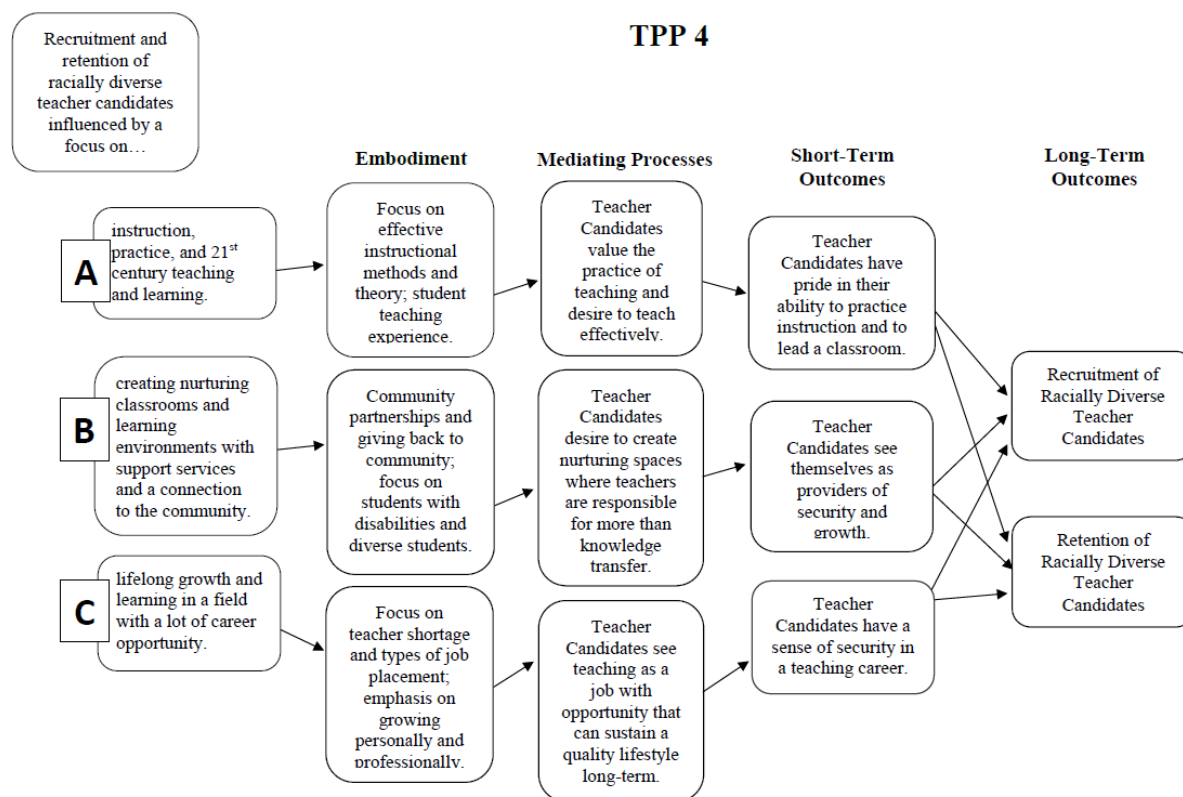 TPP 4
Recruitment and
retention of
racially diverse
teacher candidates
influenced by a
focus on…
Embodiment
Mediating Processes
Short-Term
Outcomes
Long-Term
Outcomes
A
instruction,
practice, and 21st
century teaching
and learning.
Focus on
effective
instructional
methods and
theory; student
teaching
experience.
Teacher
Candidates
value the
practice of
teaching and
desire to teach
effectively.
Teacher
Candidates have
pride in their
ability to practice
instruction and to
lead a classroom.
B
creating nurturing
classrooms and
learning
environments with
support services
and a connection
to the community.
Community
partnerships and
giving back to
community;
focus on
students with
disabilities and
diverse students.
Teacher
Candidates
desire to create
nurturing spaces
where teachers
are responsible
for more than
knowledge
transfer.
Teacher
Candidates see
themselves as
providers of
security and
growth.
C
lifelong growth and
learning in a field
with a lot of career
opportunity.
Focus on
teacher shortage
and types of job
placement;
emphasis on
growing
personally and
professionally.
Teacher
Candidates see
teaching as a
job with
opportunity that
can sustain a
quality lifestyle
long-term.
Teacher
Candidates have a
sense of security in
a teaching career.
Recruitment of
Racially Diverse
Teacher
Candidates
Retention of
Racially Diverse
Teacher
Candidates